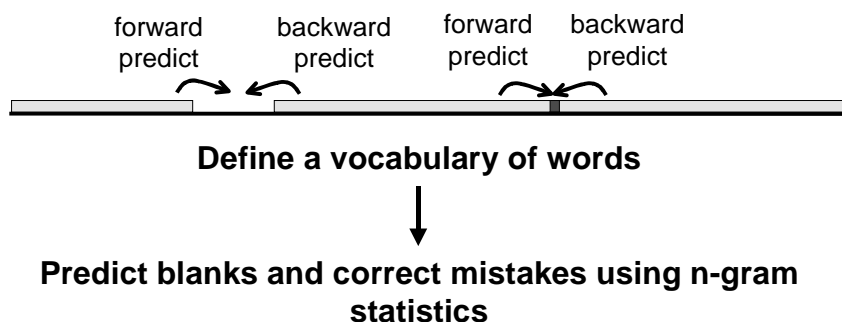 forward backward forward backward
predict predict predict predict
Define a vocabulary of words
Predict blanks and correct mistakes using n-gram
statistics